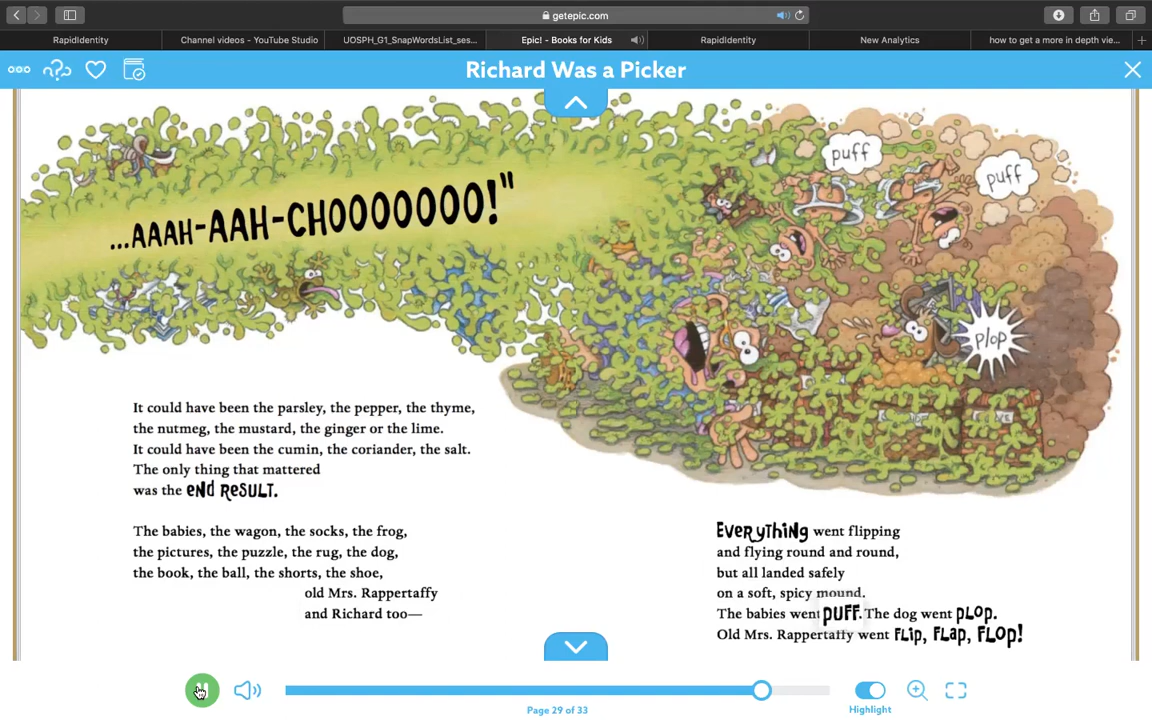 getepic.com
RapidIdentity
Channel videos - YouTube Studio
UOSPH_G1_SnapWordsList_ses...
Epic! - Books for Kids
RapidIdentity
New Analytics
how to get a more in depth vie...
Richard Was a Picker
...AAAH-AAH-CHOOOOOOO!"
puff
puff
plop
It could have been the parsley, the pepper, the thyme,
the nutmeg, the mustard, the ginger or the lime.
It could have been the cumin, the coriander, the salt.
The only thing that mattered
was the END RESULT.
The babies, the wagon, the socks, the frog,
the pictures, the puzzle, the rug, the dog,
the book, the ball, the shorts, the shoe,
old Mrs. Rappertaffy
and Richard too—
EVERYTHING went flipping
and flying round and round,
but all landed safely
on a soft, spicy mound.
The babies went PUFF. The dog went PLOP.
Old Mrs. Rappertaffy went FLIP, FLAP, FLOP!
Page 29 of 33
Highlight